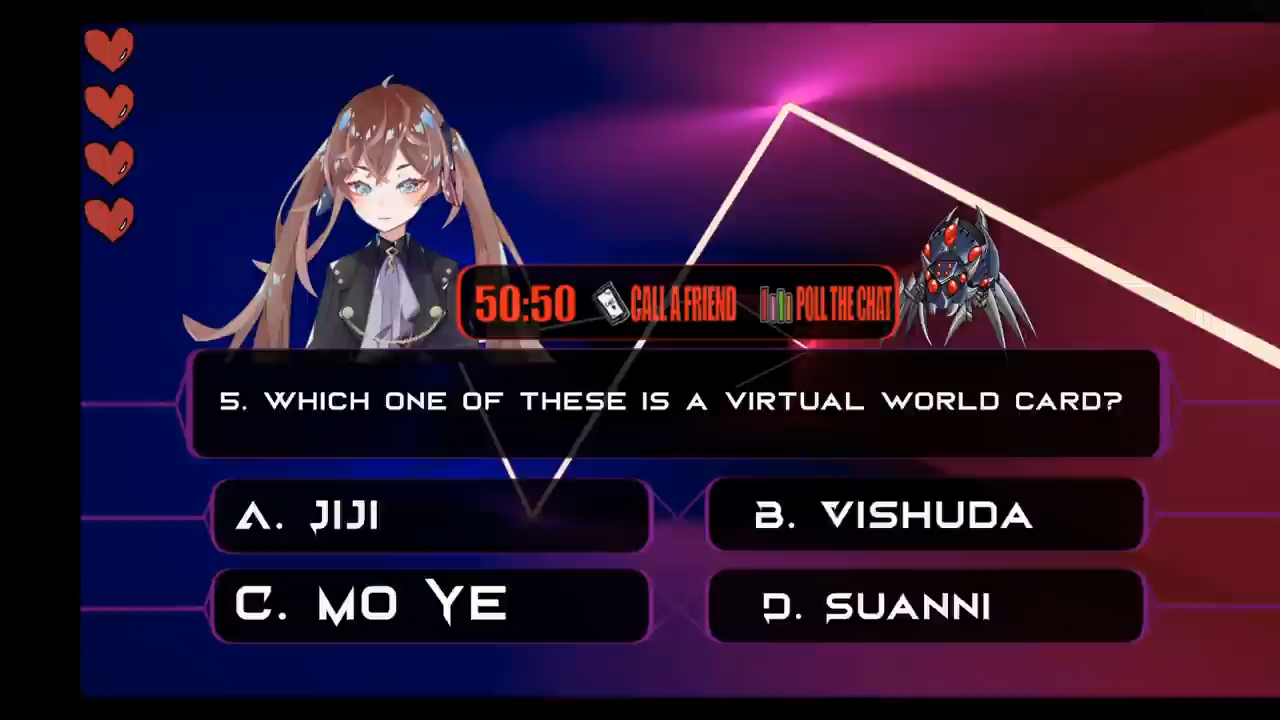 50:50 CALL A FRIEND POLL THE CHAT
5. WHICH ONE OF THESE IS A VIRTUAL WORLD CARD?
A. JIJI
B. VISHUDA
C. MO YE
D. SUANNI